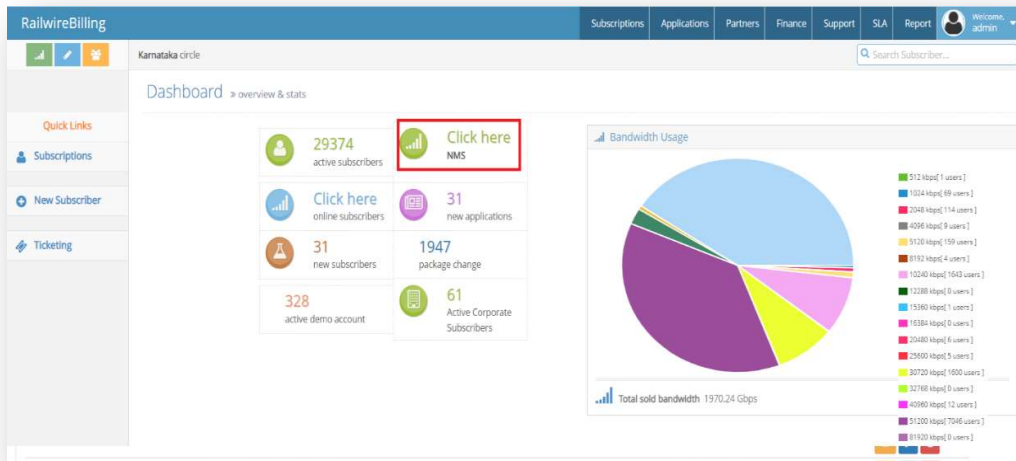 RailwireBilling
Subscriptions Applications Partners Finance Support SLA Report Welcome, admin
Karnataka circle
Search Subscriber...
Dashboard » overview & stats
Quick Links
Subscriptions
New Subscriber
Ticketing
29374
active subscribers
Click here
NMS
Click here
online subscribers
31
new applications
31
new subscribers
1947
package change
328
active demo account
61
Active Corporate
Subscribers
Bandwidth Usage
512 kbps[ 1 users ]
1024 kbps[ 69 users ]
2048 kbps[ 114 users ]
4096 kbps[ 9 users ]
5120 kbps[ 159 users ]
8192 kbps[ 4 users ]
10240 kbps[ 1643 users ]
12288 kbps[ 0 users ]
15360 kbps[ 1 users ]
16384 kbps[ 0 users ]
20480 kbps[ 6 users ]
25600 kbps[ 5 users ]
30720 kbps[ 1600 users ]
32768 kbps[ 0 users ]
40960 kbps[ 12 users ]
51200 kbps[ 7046 users ]
81920 kbps[ 0 users ]
Total sold bandwidth 1970.24 Gbps